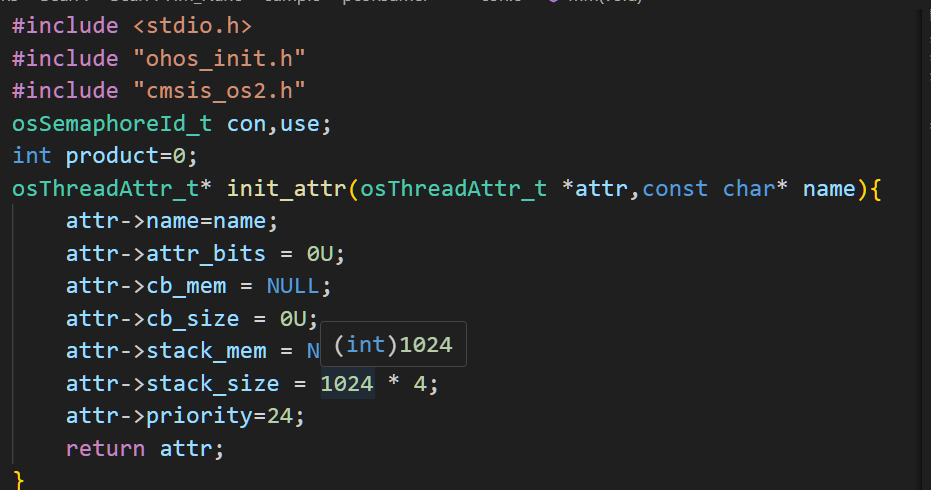 #include <stdio.h>
#include "ohos_init.h"
#include "cmsis_os2.h"
osSemaphoreId_t con,use;
int product=0;
osThreadAttr_t* init_attr(osThreadAttr_t *attr,const char* name){
    attr->name=name;
    attr->attr_bits = 0U;
    attr->cb_mem = NULL;
    attr->cb_size = 0U;
    attr->stack_mem = N
(int)1024
    attr->stack_size = 1024 * 4;
    attr->priority=24;
    return attr;
}